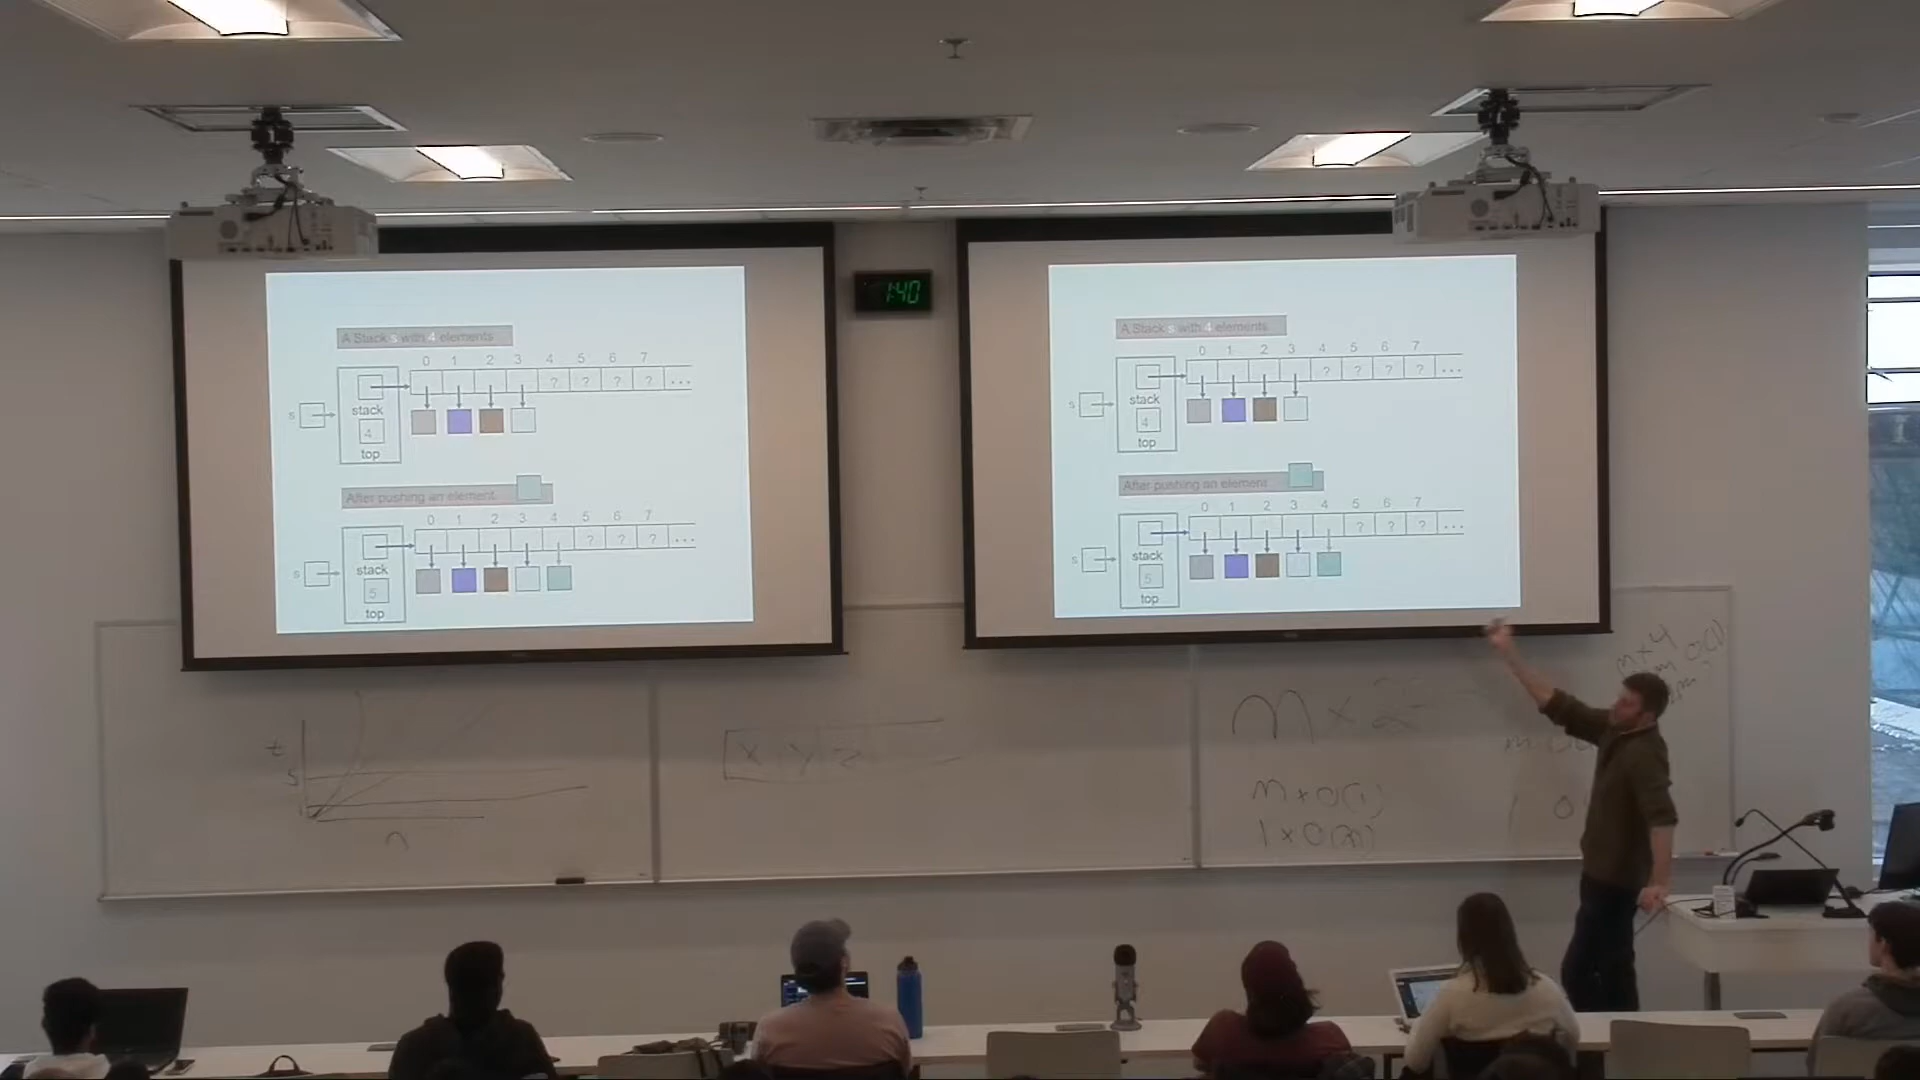 1:40
A Stack s with 4 elements
0 1 2 3 4 5 6 7
? ? ? ? ...
s
stack
4
top
After pushing an element
0 1 2 3 4 5 6 7
? ? ? ...
s
stack
5
top
A Stack s with 4 elements
0 1 2 3 4 5 6 7
? ? ? ? ...
s
stack
4
top
After pushing an element
0 1 2 3 4 5 6 7
? ? ? ...
s
stack
5
top
t
5
n
x y z
m x 2
m x O(1)
1 x O(m)
m x 4
O(1)